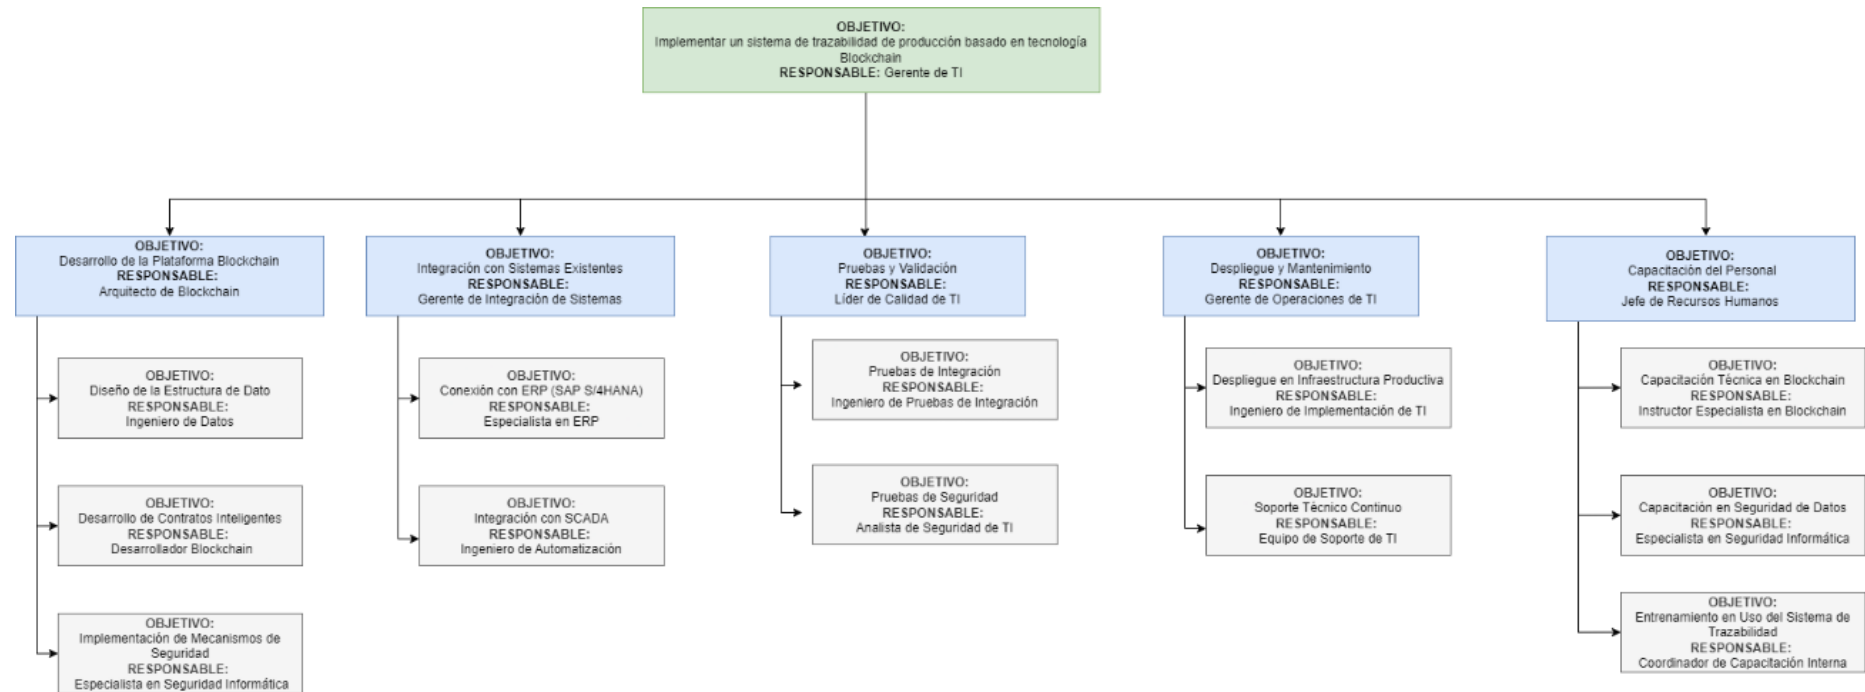 OBJETIVO:
Implementar un sistema de trazabilidad de producción basado en tecnología
Blockchain
RESPONSABLE: Gerente de TI
OBJETIVO:
Desarrollo de la Plataforma Blockchain
RESPONSABLE:
Arquitecto de Blockchain
OBJETIVO:
Integración con Sistemas Existentes
RESPONSABLE:
Gerente de Integración de Sistemas
OBJETIVO:
Pruebas y Validación
RESPONSABLE:
Líder de Calidad de TI
OBJETIVO:
Despliegue y Mantenimiento
RESPONSABLE:
Gerente de Operaciones de TI
OBJETIVO:
Capacitación del Personal
RESPONSABLE:
Jefe de Recursos Humanos
OBJETIVO:
Diseño de la Estructura de Dato
RESPONSABLE:
Ingeniero de Datos
OBJETIVO:
Conexión con ERP (SAP S/4HANA)
RESPONSABLE:
Especialista en ERP
OBJETIVO:
Pruebas de Integración
RESPONSABLE:
Ingeniero de Pruebas de Integración
OBJETIVO:
Despliegue en Infraestructura Productiva
RESPONSABLE:
Ingeniero de Implementación de TI
OBJETIVO:
Capacitación Técnica en Blockchain
RESPONSABLE:
Instructor Especialista en Blockchain
OBJETIVO:
Desarrollo de Contratos Inteligentes
RESPONSABLE:
Desarrollador Blockchain
OBJETIVO:
Integración con SCADA
RESPONSABLE:
Ingeniero de Automatización
OBJETIVO:
Pruebas de Seguridad
RESPONSABLE:
Analista de Seguridad de TI
OBJETIVO:
Soporte Técnico Continuo
RESPONSABLE:
Equipo de Soporte de TI
OBJETIVO:
Capacitación en Seguridad de Datos
RESPONSABLE:
Especialista en Seguridad Informática
OBJETIVO:
Implementación de Mecanismos de
Seguridad
RESPONSABLE:
Especialista en Seguridad Informática
OBJETIVO:
Entrenamiento en Uso del Sistema de
Trazabilidad
RESPONSABLE:
Coordinador de Capacitación Interna